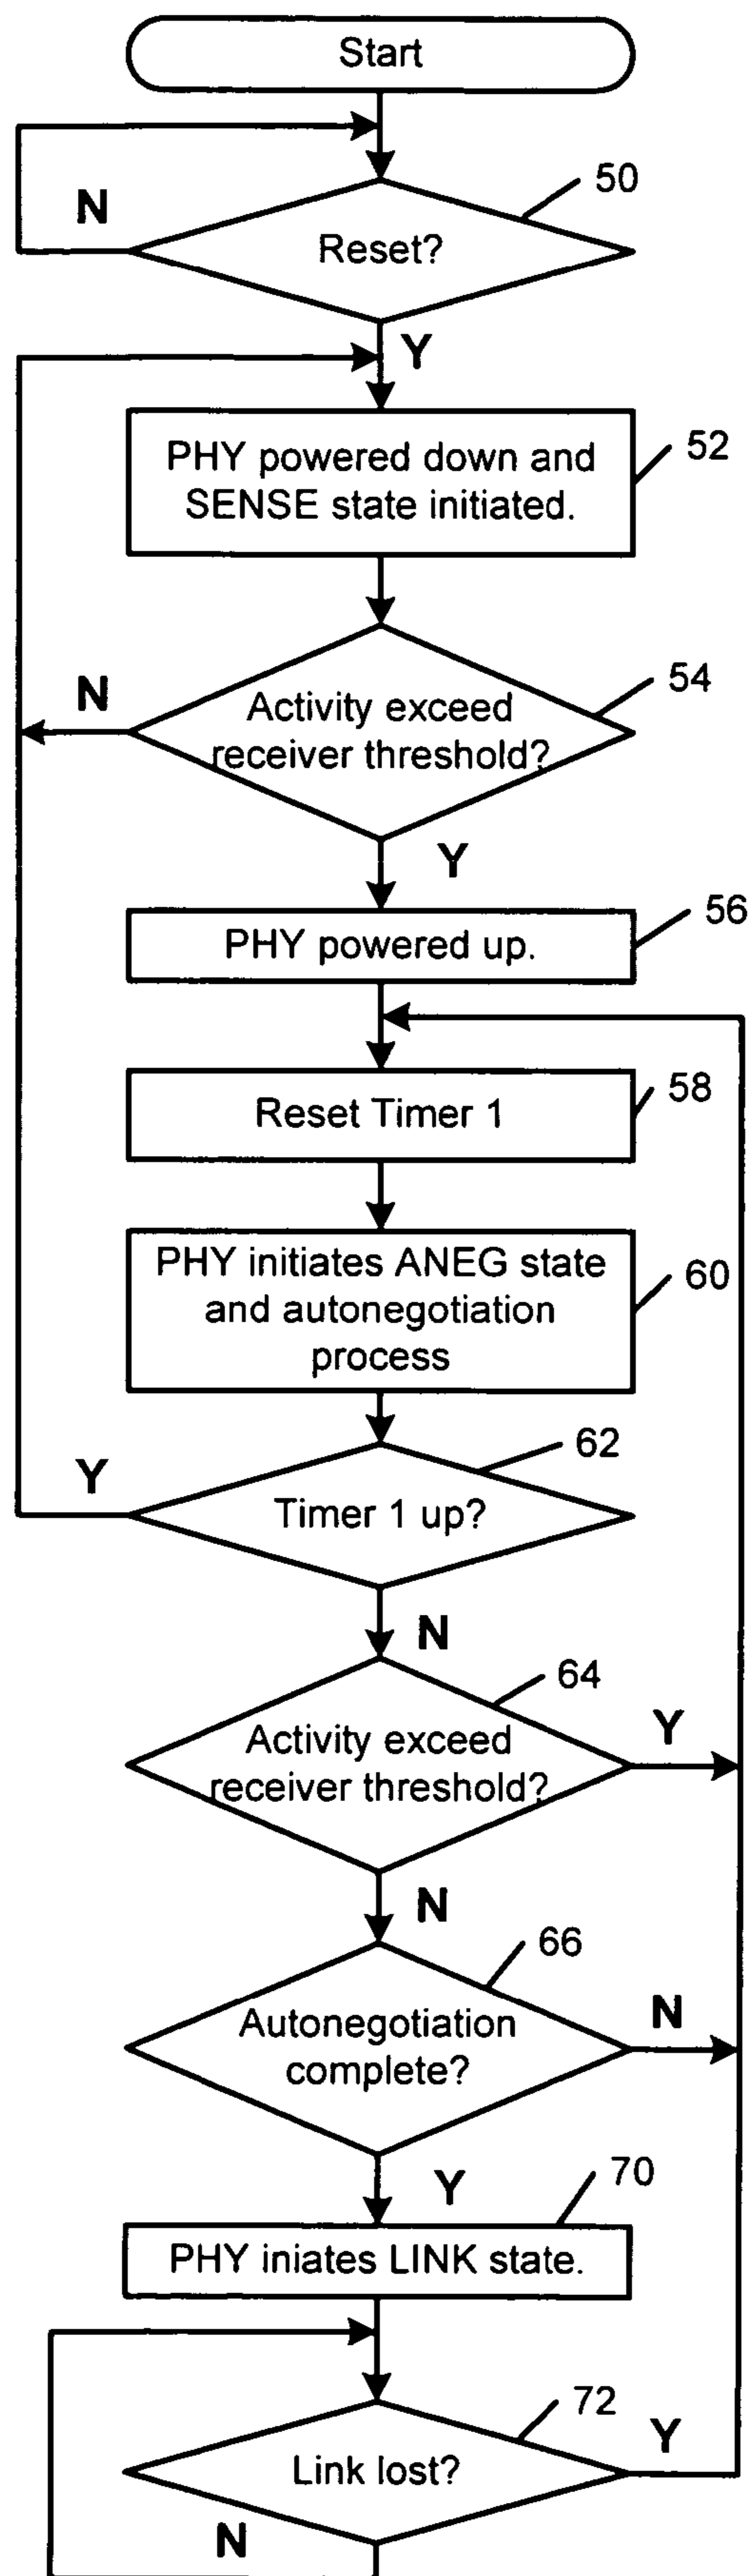 Start
50
N
Reset?
Y
PHY powered down and
SENSE state initiated.
52
N
54
Activity exceed
receiver threshold?
Y
56
PHY powered up.
58
Reset Timer 1
PHY initiates ANEG state
and autonegotiation
process
60
62
Y
Timer 1 up?
N
64
Y
Activity exceed
receiver threshold?
N
66
N
Autonegotiation
complete?
Y
70
PHY iniates LINK state.
72
Y
Link lost?
N